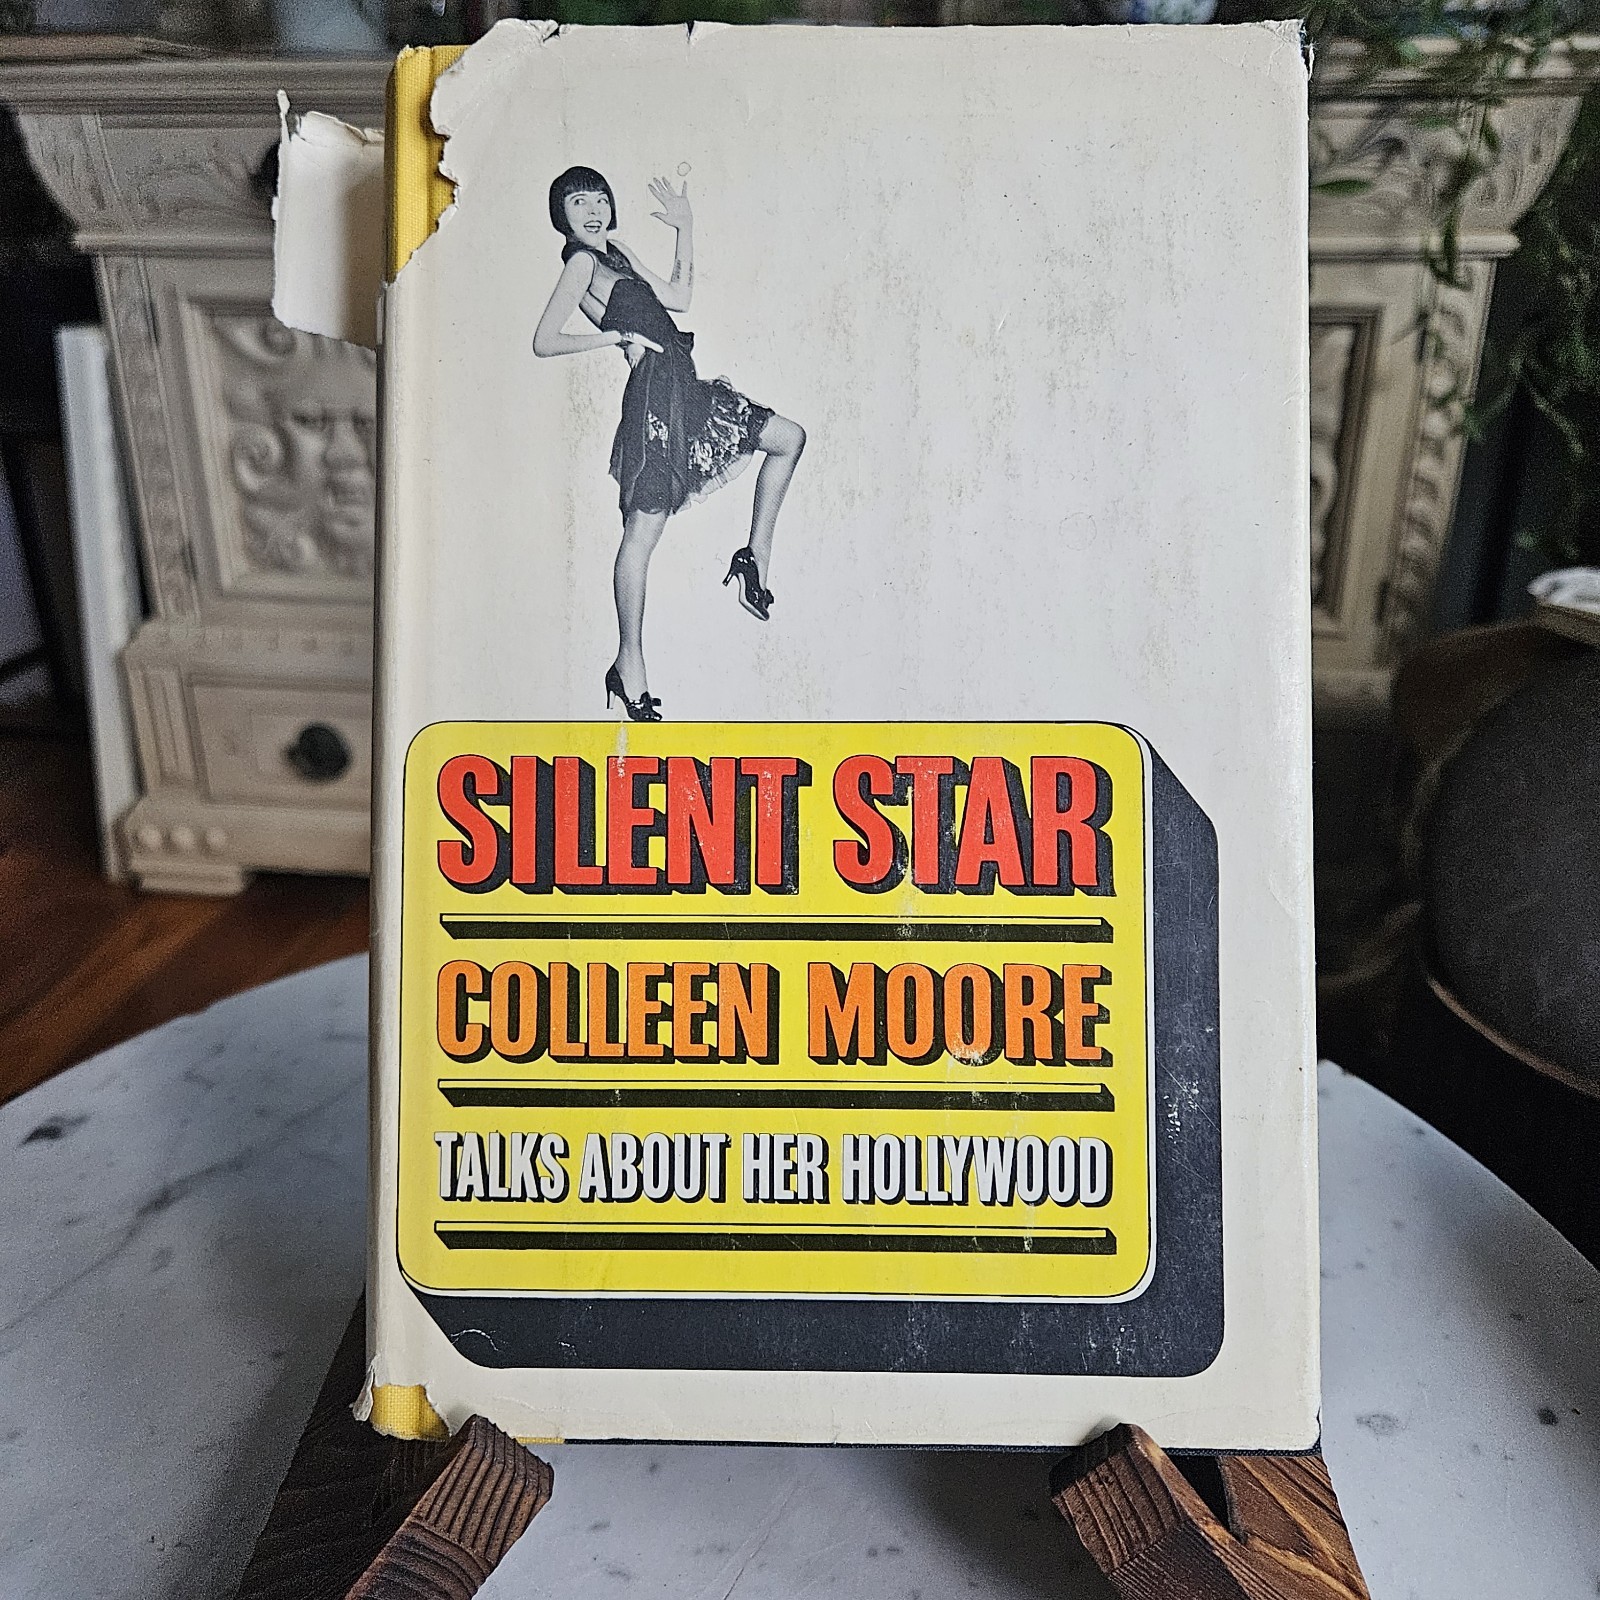 SILENT STAR
COLLEEN MOORE
TALKS ABOUT HER HOLLYWOOD